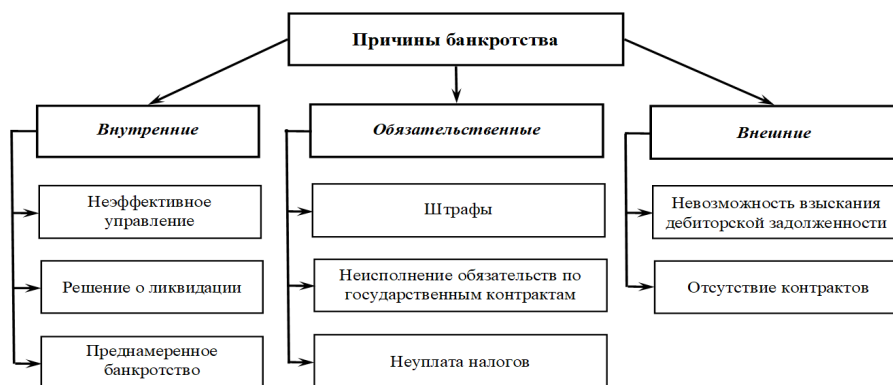 Причины банкротства
Внутренние
Обязательственные
Внешние
Неэффективное
управление
Штрафы
Невозможность взыскания
дебиторской задолженности
Решение о ликвидации
Неисполнение обязательств по
государственным контрактам
Отсутствие контрактов
Преднамеренное
банкротство
Неуплата налогов